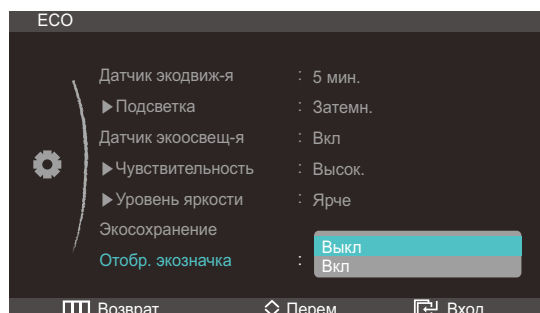 ECO
Датчик экодвиж-я : 5 мин.
▶Подсветка : Затемн.
Датчик экоосвещ-я : Вкл
▶Чувствительность : Высок.
▶Уровень яркости : Ярче
Экосохранение
Выкл
Отобр. экозначка :
Вкл
Возврат Перем. Вход